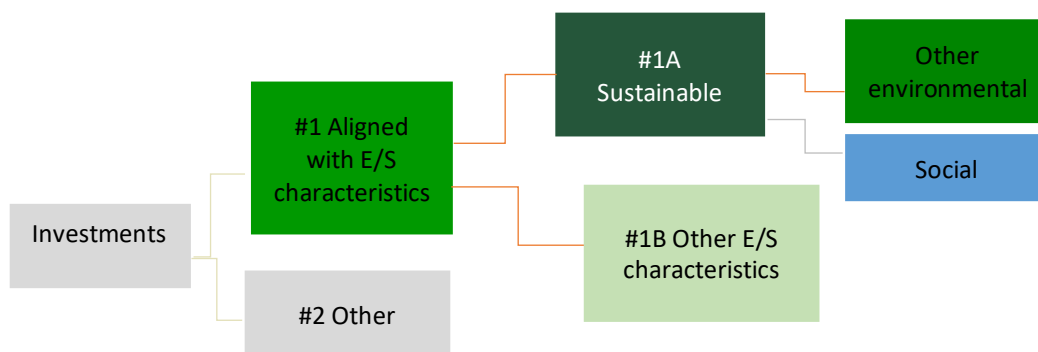 Investments
#1 Aligned
with E/S
characteristics
#2 Other
#1A
Sustainable
#1B Other E/S
characteristics
Other
environmental
Social